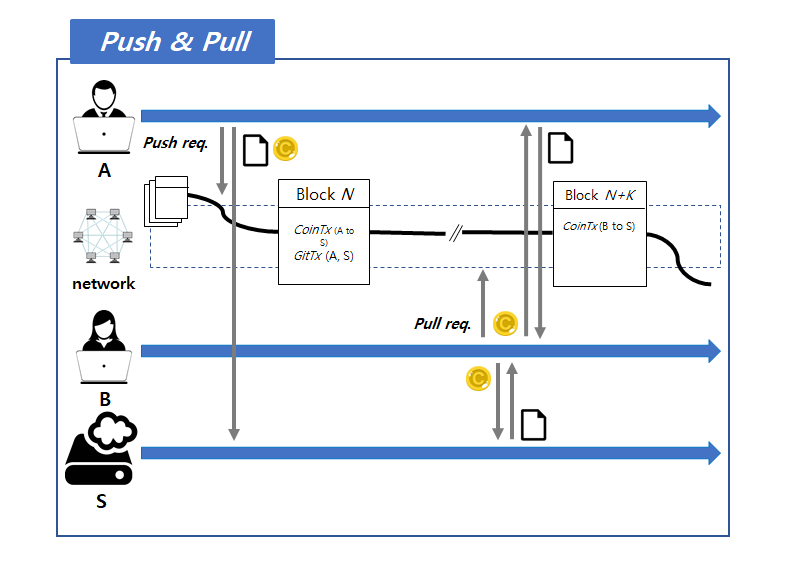 Push & Pull
Push req.
A
Block N
CoinTx (A to
S)
GitTx (A, S)
Block N+K
CoinTx (B to S)
network
Pull req.
B
S